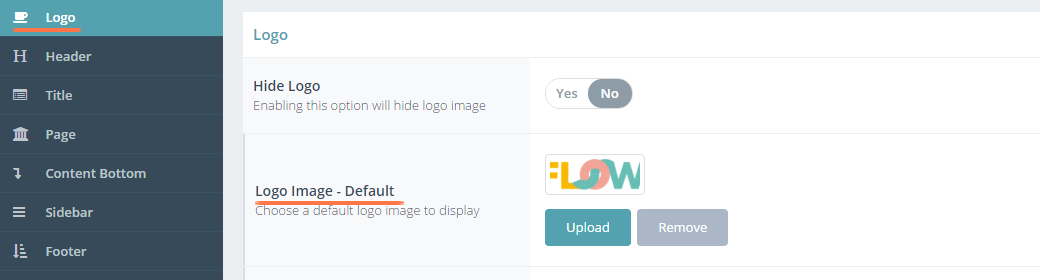 Logo
Header
Title
Page
Content Bottom
Sidebar
Footer
Logo
Hide Logo
Enabling this option will hide logo image
Yes No
Logo Image - Default
Choose a default logo image to display
FLOOW
Upload Remove